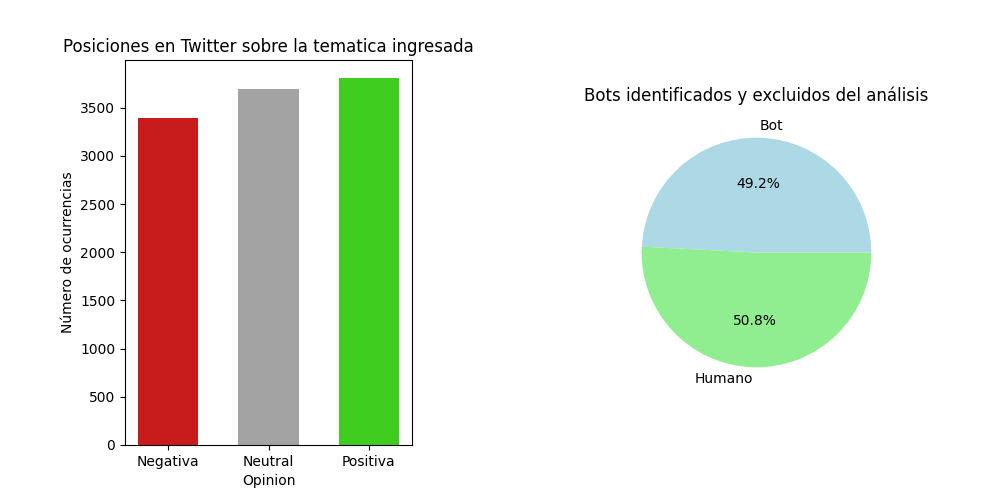 Posiciones en Twitter sobre la tematica ingresada
Número de ocurrencias
3500
3000
2500
2000
1500
1000
500
0
Negativa
Neutral
Positiva
Opinion
Bots identificados y excluidos del análisis
Bot
49.2%
50.8%
Humano